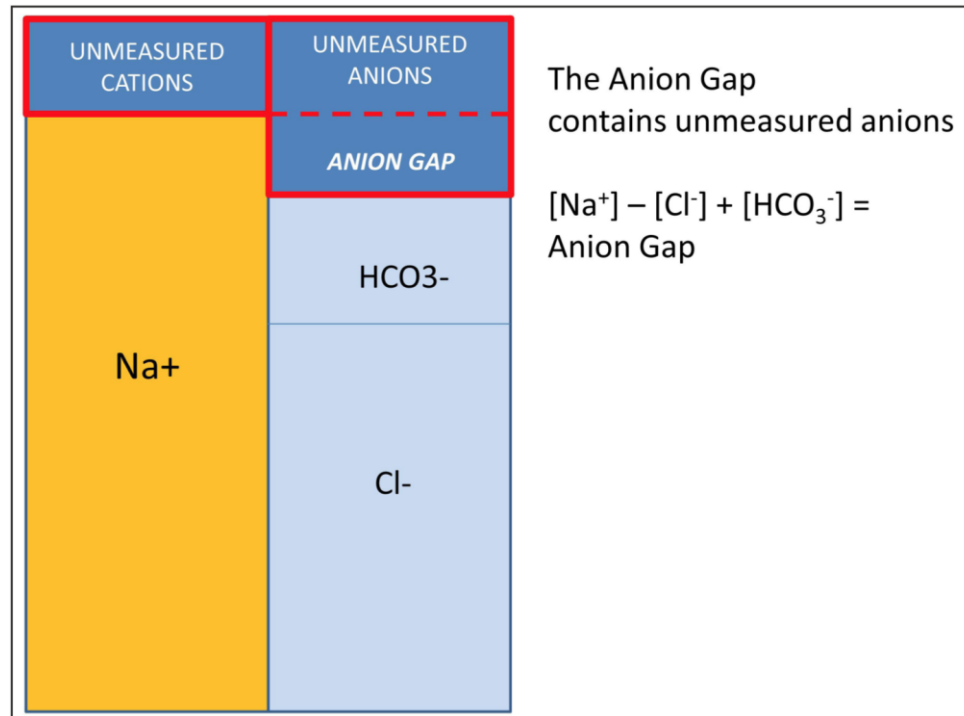 UNMEASURED
CATIONS
UNMEASURED
ANIONS
ANION GAP
HCO3-
Na+
Cl-
The Anion Gap
contains unmeasured anions
[Na⁺] – [Cl⁻] + [HCO₃⁻] =
Anion Gap